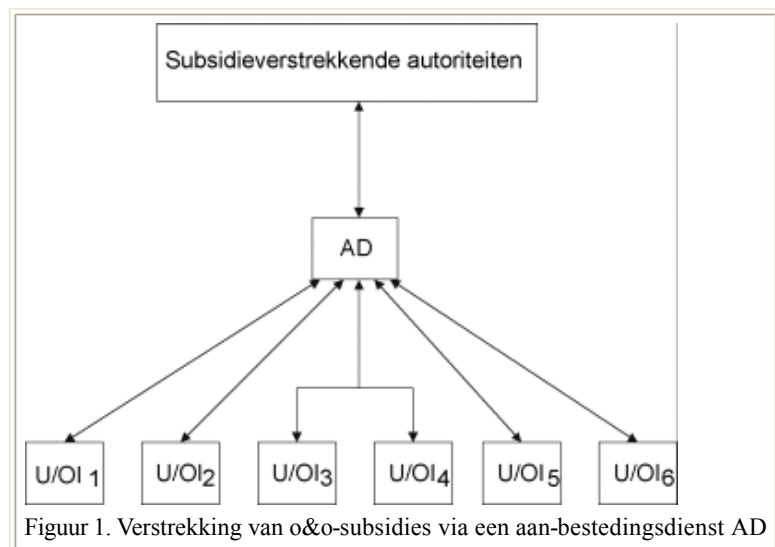 Subsidieverstrekkende autoriteiten
AD
U/OI 1
U/OI2
U/OI3
U/OI4
U/OI5
U/OI6
Figuur 1. Verstrekking van o&o-subsidies via een aan-bestedingsdienst AD